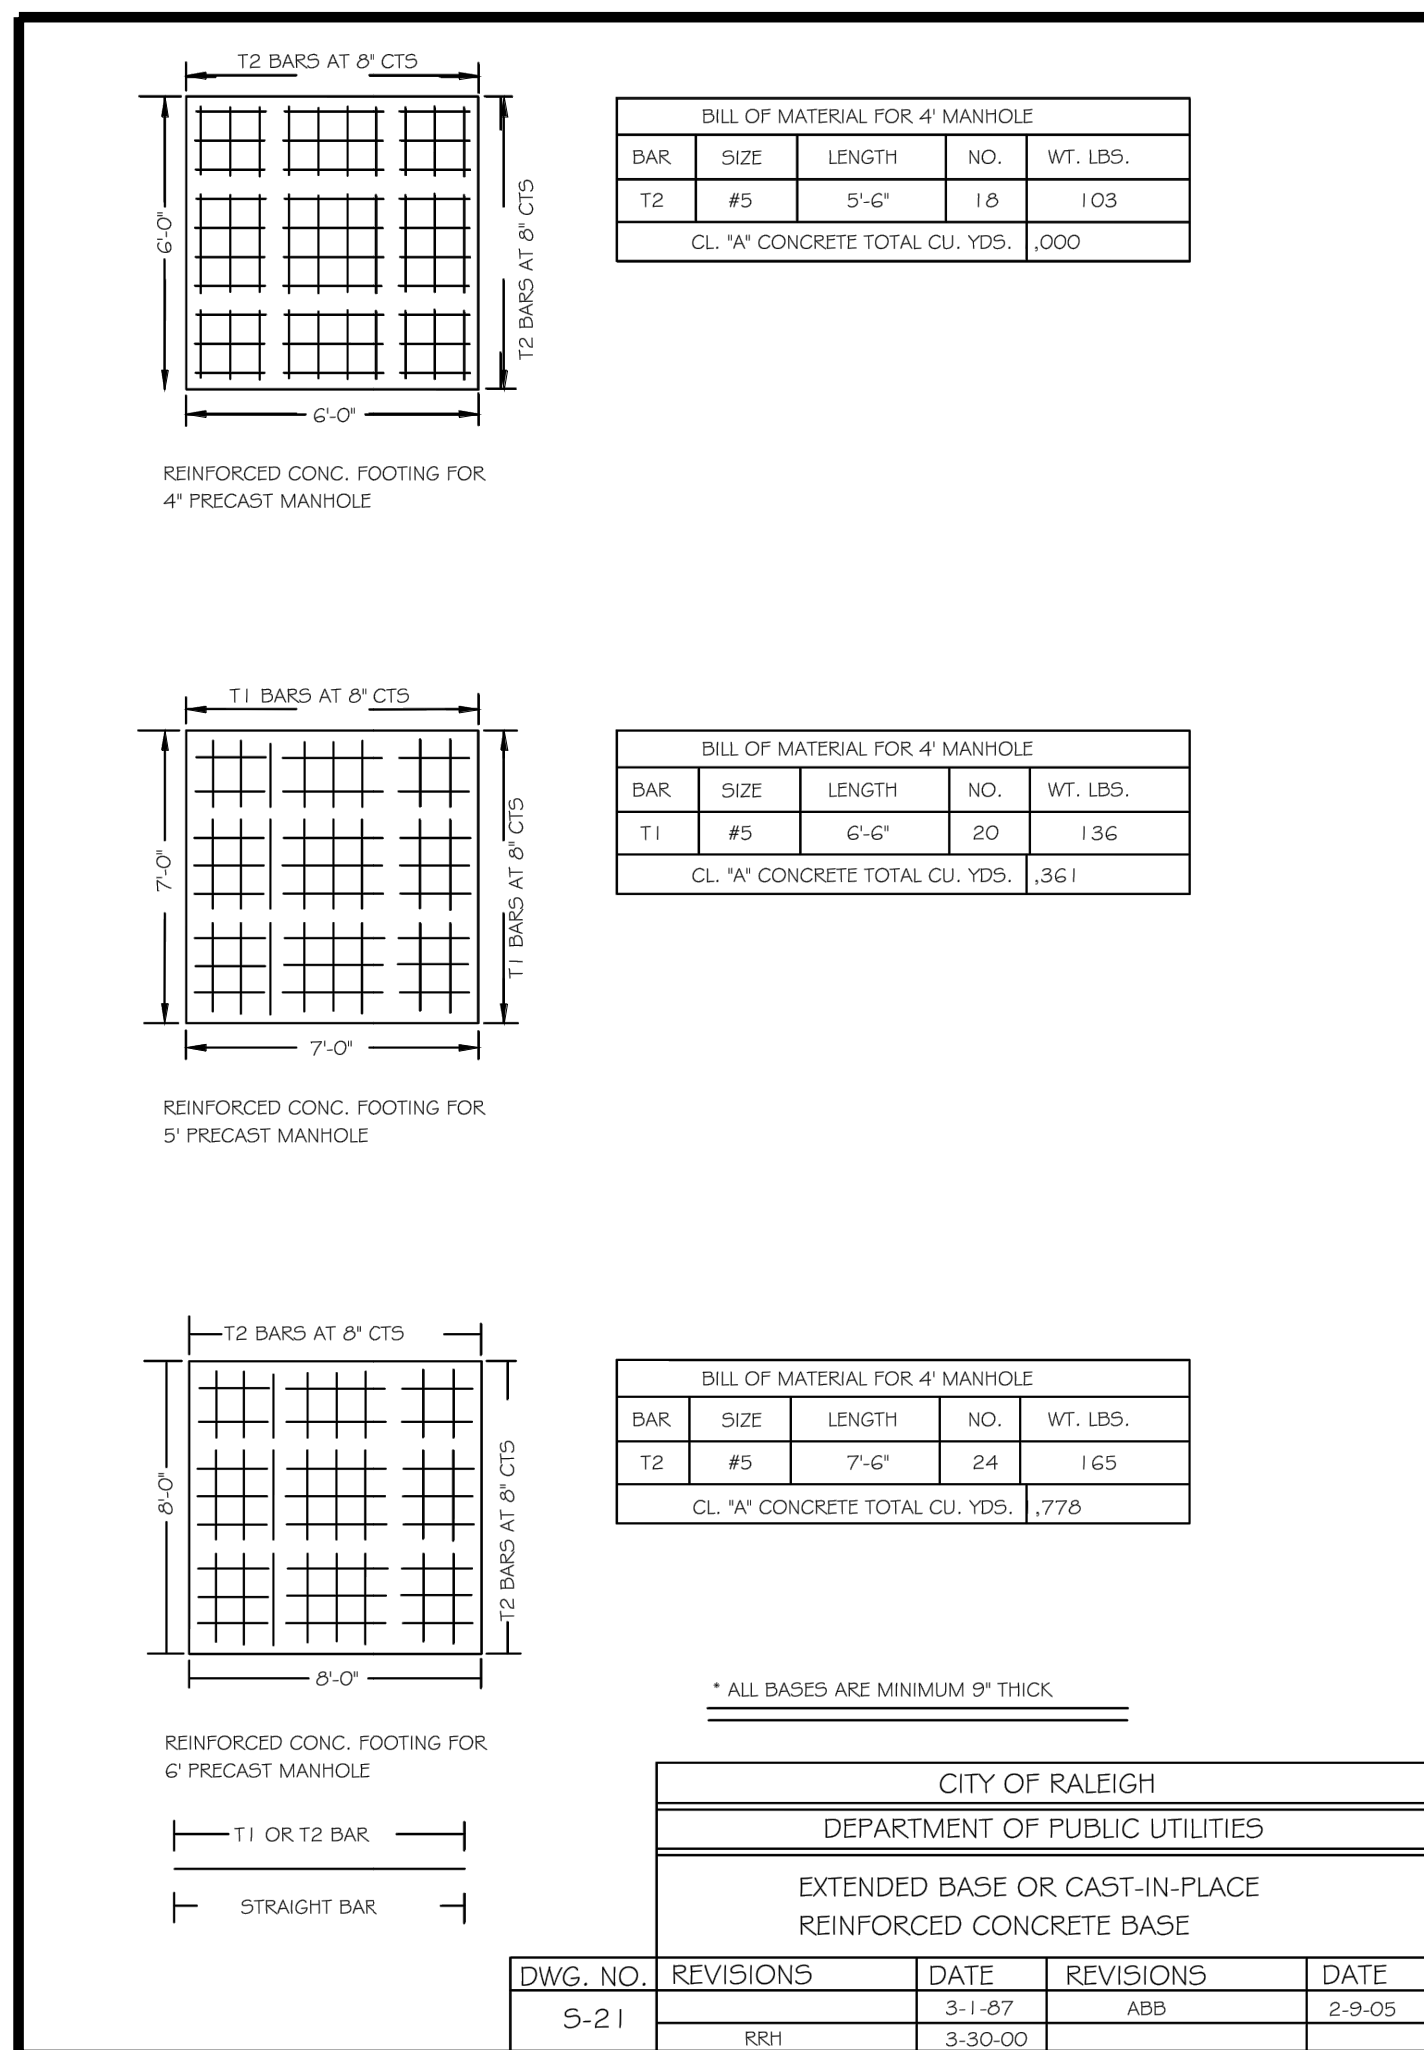 T2 BARS AT 8" CTS
6'-0"
T2 BARS AT 8" CTS
6'-0"
REINFORCED CONC. FOOTING FOR
4" PRECAST MANHOLE
BILL OF MATERIAL FOR 4' MANHOLE
BAR SIZE LENGTH NO. WT. LBS.
T2 #5 5'-6" 18 103
CL. "A" CONCRETE TOTAL CU. YDS. ,000
T1 BARS AT 8" CTS
7'-0"
T1 BARS AT 8" CTS
7'-0"
REINFORCED CONC. FOOTING FOR
5' PRECAST MANHOLE
BILL OF MATERIAL FOR 4' MANHOLE
BAR SIZE LENGTH NO. WT. LBS.
T1 #5 6'-6" 20 136
CL. "A" CONCRETE TOTAL CU. YDS. ,361
T2 BARS AT 8" CTS
8'-0"
T2 BARS AT 8" CTS
8'-0"
REINFORCED CONC. FOOTING FOR
6' PRECAST MANHOLE
BILL OF MATERIAL FOR 4' MANHOLE
BAR SIZE LENGTH NO. WT. LBS.
T2 #5 7'-6" 24 165
CL. "A" CONCRETE TOTAL CU. YDS. ,778
* ALL BASES ARE MINIMUM 9" THICK
T1 OR T2 BAR
STRAIGHT BAR
CITY OF RALEIGH
DEPARTMENT OF PUBLIC UTILITIES
EXTENDED BASE OR CAST-IN-PLACE
REINFORCED CONCRETE BASE
DWG. NO. REVISIONS DATE REVISIONS DATE
S-21
3-1-87 ABB 2-9-05
RRH 3-30-00